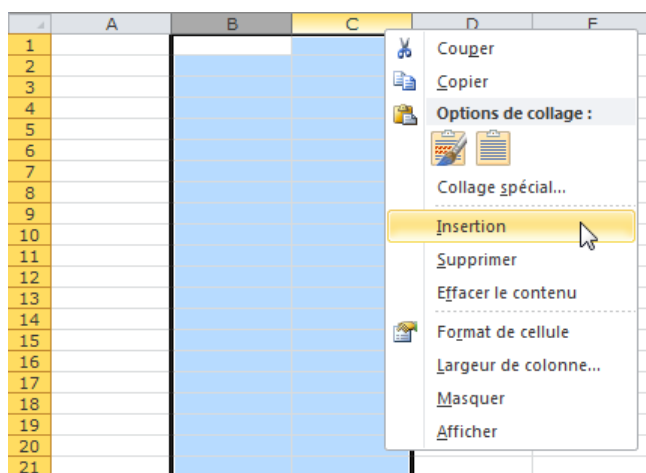 A B C D E
1
2
3
4
5
6
7
8
9
10
11
12
13
14
15
16
17
18
19
20
21
Couper
Copier
Options de collage :
Collage spécial...
Insertion
Supprimer
Effacer le contenu
Format de cellule
Largeur de colonne...
Masquer
Afficher